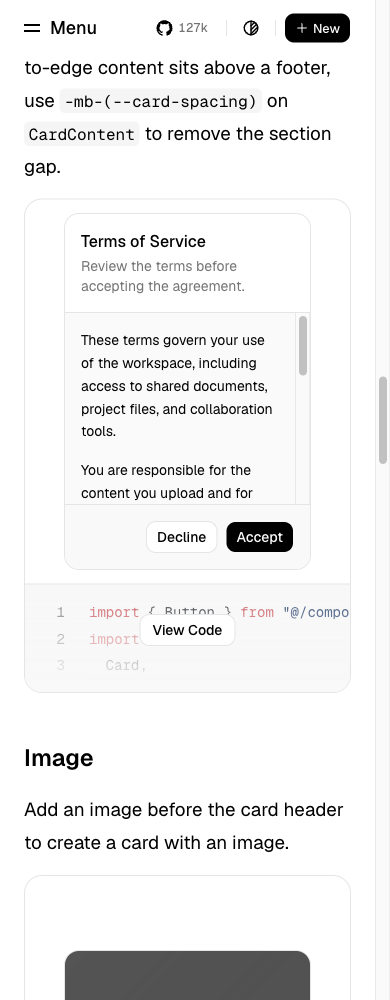 Menu 127k + New
to-edge content sits above a footer,
use -mb-(--card-spacing) on
CardContent to remove the section
gap.
Terms of Service
Review the terms before
accepting the agreement.
These terms govern your use
of the workspace, including
access to shared documents,
project files, and collaboration
tools.
You are responsible for the
content you upload and for
Decline Accept
1 import { Button } from "@/compo
2 import
View Code
3 Card,
Image
Add an image before the card header
to create a card with an image.